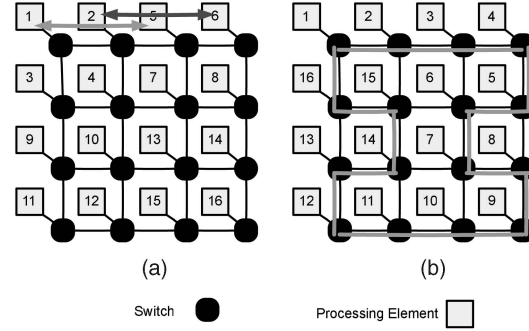 1 2 5 6 1 2 3 4
3 4 7 8 16 15 6 5
9 10 13 14 13 14 7 8
11 12 15 16 12 11 10 9
(a) (b)
Switch Processing Element